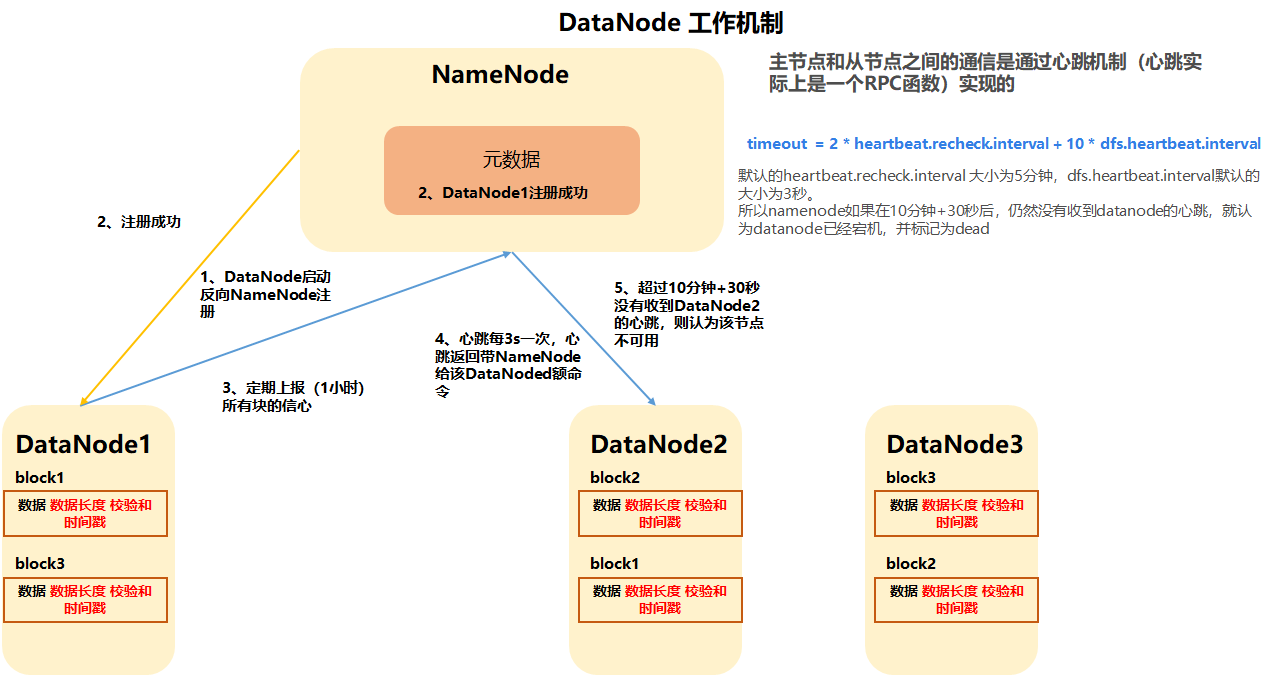 DataNode 工作机制
NameNode
主节点和从节点之间的通信是通过心跳机制（心跳实
际上是一个RPC函数）实现的
元数据
2、DataNode1注册成功
timeout = 2 * heartbeat.recheck.interval + 10 * dfs.heartbeat.interval
默认的heartbeat.recheck.interval 大小为5分钟，dfs.heartbeat.interval默认的
大小为3秒。
所以namenode如果在10分钟+30秒后，仍然没有收到datanode的心跳，就认
为datanode已经宕机，并标记为dead
2、注册成功
1、DataNode启动
反向NameNode注
册
3、定期上报（1小时）
所有块的信心
4、心跳每3s一次，心
跳返回带NameNode
给该DataNoded额命
令
5、超过10分钟+30秒
没有收到DataNode2
的心跳，则认为该节点
不可用
DataNode1
block1
数据 数据长度 校验和
时间戳
block3
数据 数据长度 校验和
时间戳
DataNode2
block2
数据 数据长度 校验和
时间戳
block1
数据 数据长度 校验和
时间戳
DataNode3
block3
数据 数据长度 校验和
时间戳
block2
数据 数据长度 校验和
时间戳